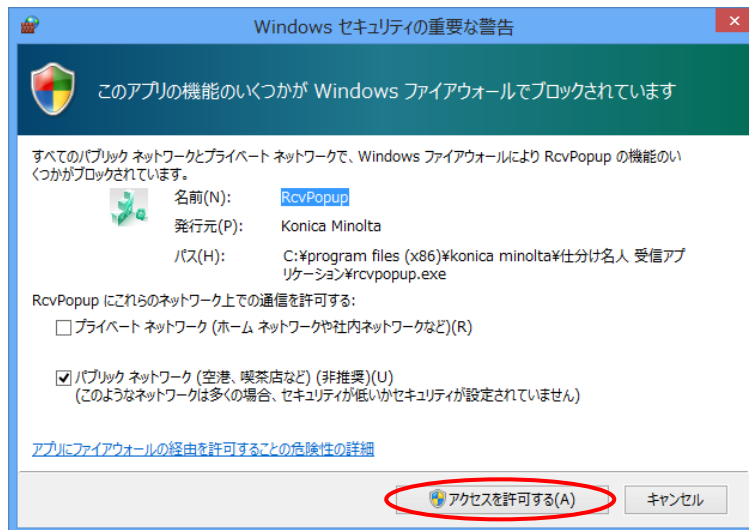 Windows セキュリティの重要な警告
このアプリの機能のいくつかが Windows ファイアウォールでブロックされています
すべてのパブリック ネットワークとプライベート ネットワークで、Windows ファイアウォールにより RcvPopup の機能のい
くつかがブロックされています。
名前(N): RcvPopup
発行元(P): Konica Minolta
パス(H): C:¥program files (x86)¥konica minolta¥仕分け名人 受信アプ
リケーション¥rcvpopup.exe
RcvPopup にこれらのネットワーク上での通信を許可する:
プライベート ネットワーク (ホーム ネットワークや社内ネットワークなど)(R)
パブリック ネットワーク (空港、喫茶店など) (非推奨)(U)
(このようなネットワークは多くの場合、セキュリティが低いかセキュリティが設定されていません)
アプリにファイアウォールの経由を許可することの危険性の詳細
アクセスを許可する(A) キャンセル